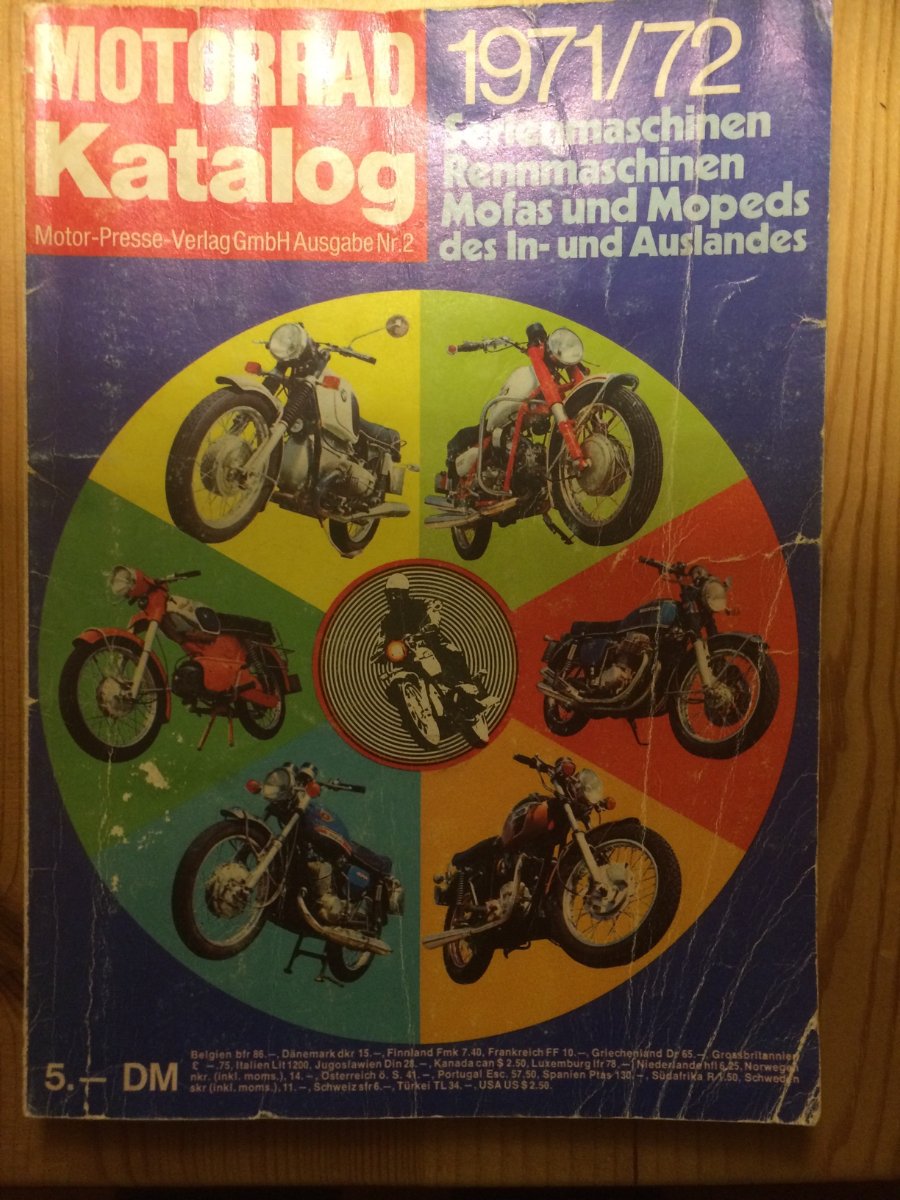 MOTORRAD
Katalog
Motor-Presse-Verlag GmbH Ausgabe Nr. 2
1971/72
Serienmaschinen
Rennmaschinen
Mofas und Mopeds
des In- und Auslandes
5.– DM
Belgien bfr 86.–, Dänemark dkr 15.–, Finnland Fmk 7.40, Frankreich FF 10.–, Griechenland Dr 65.–, Grossbritannien
£ –.75, Italien Lit 1200, Jugoslawien Din 28.–, Kanada can $ 2.50, Luxemburg lfr 78.–, Niederlande hfl 6.25, Norwegen
nkr. (inkl. moms.), 14.–, Österreich ö. S. 41.–, Portugal Esc. 57.50, Spanien Ptas 130.–, Südafrika R 1.50, Schweden
skr (inkl. moms.), 11.–, Schweiz sfr 6.–, Türkei TL 34.–, USA US $ 2.50.